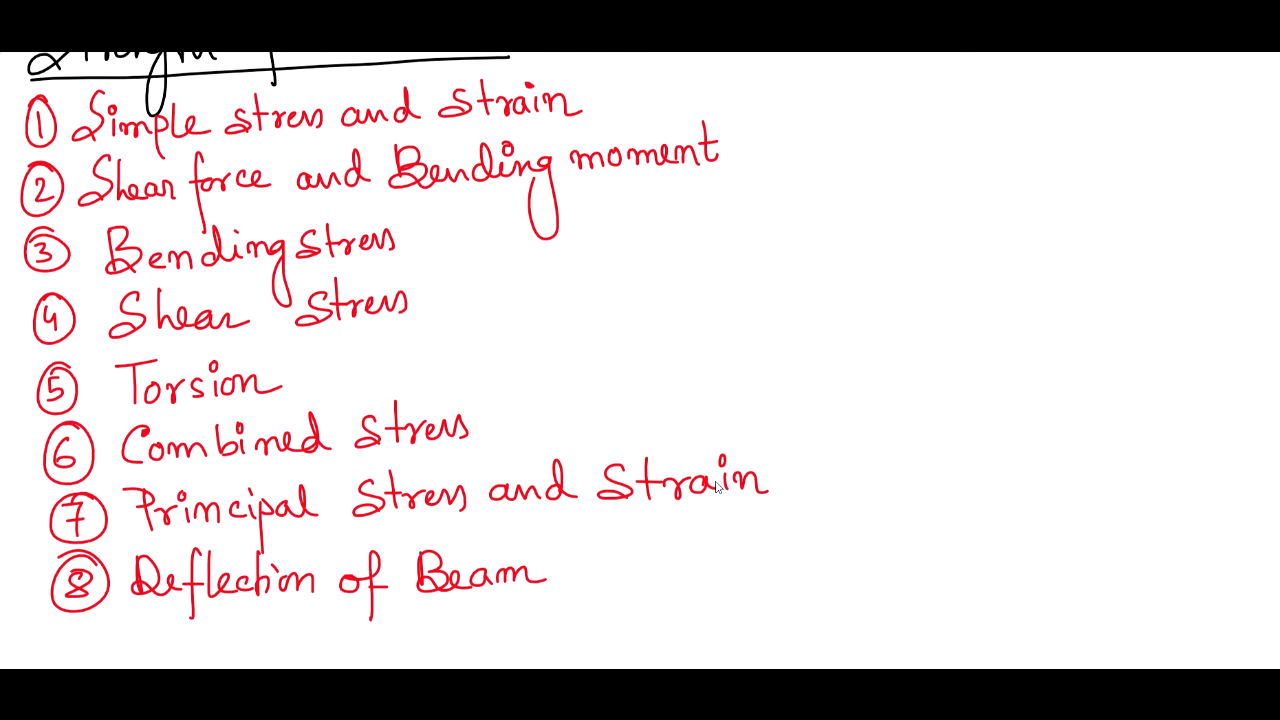 ① Simple stress and strain
② Shear force and Bending moment
③ Bending stress
④ Shear stress
⑤ Torsion
⑥ Combined stress
⑦ Principal stress and strain
⑧ Deflection of Beam